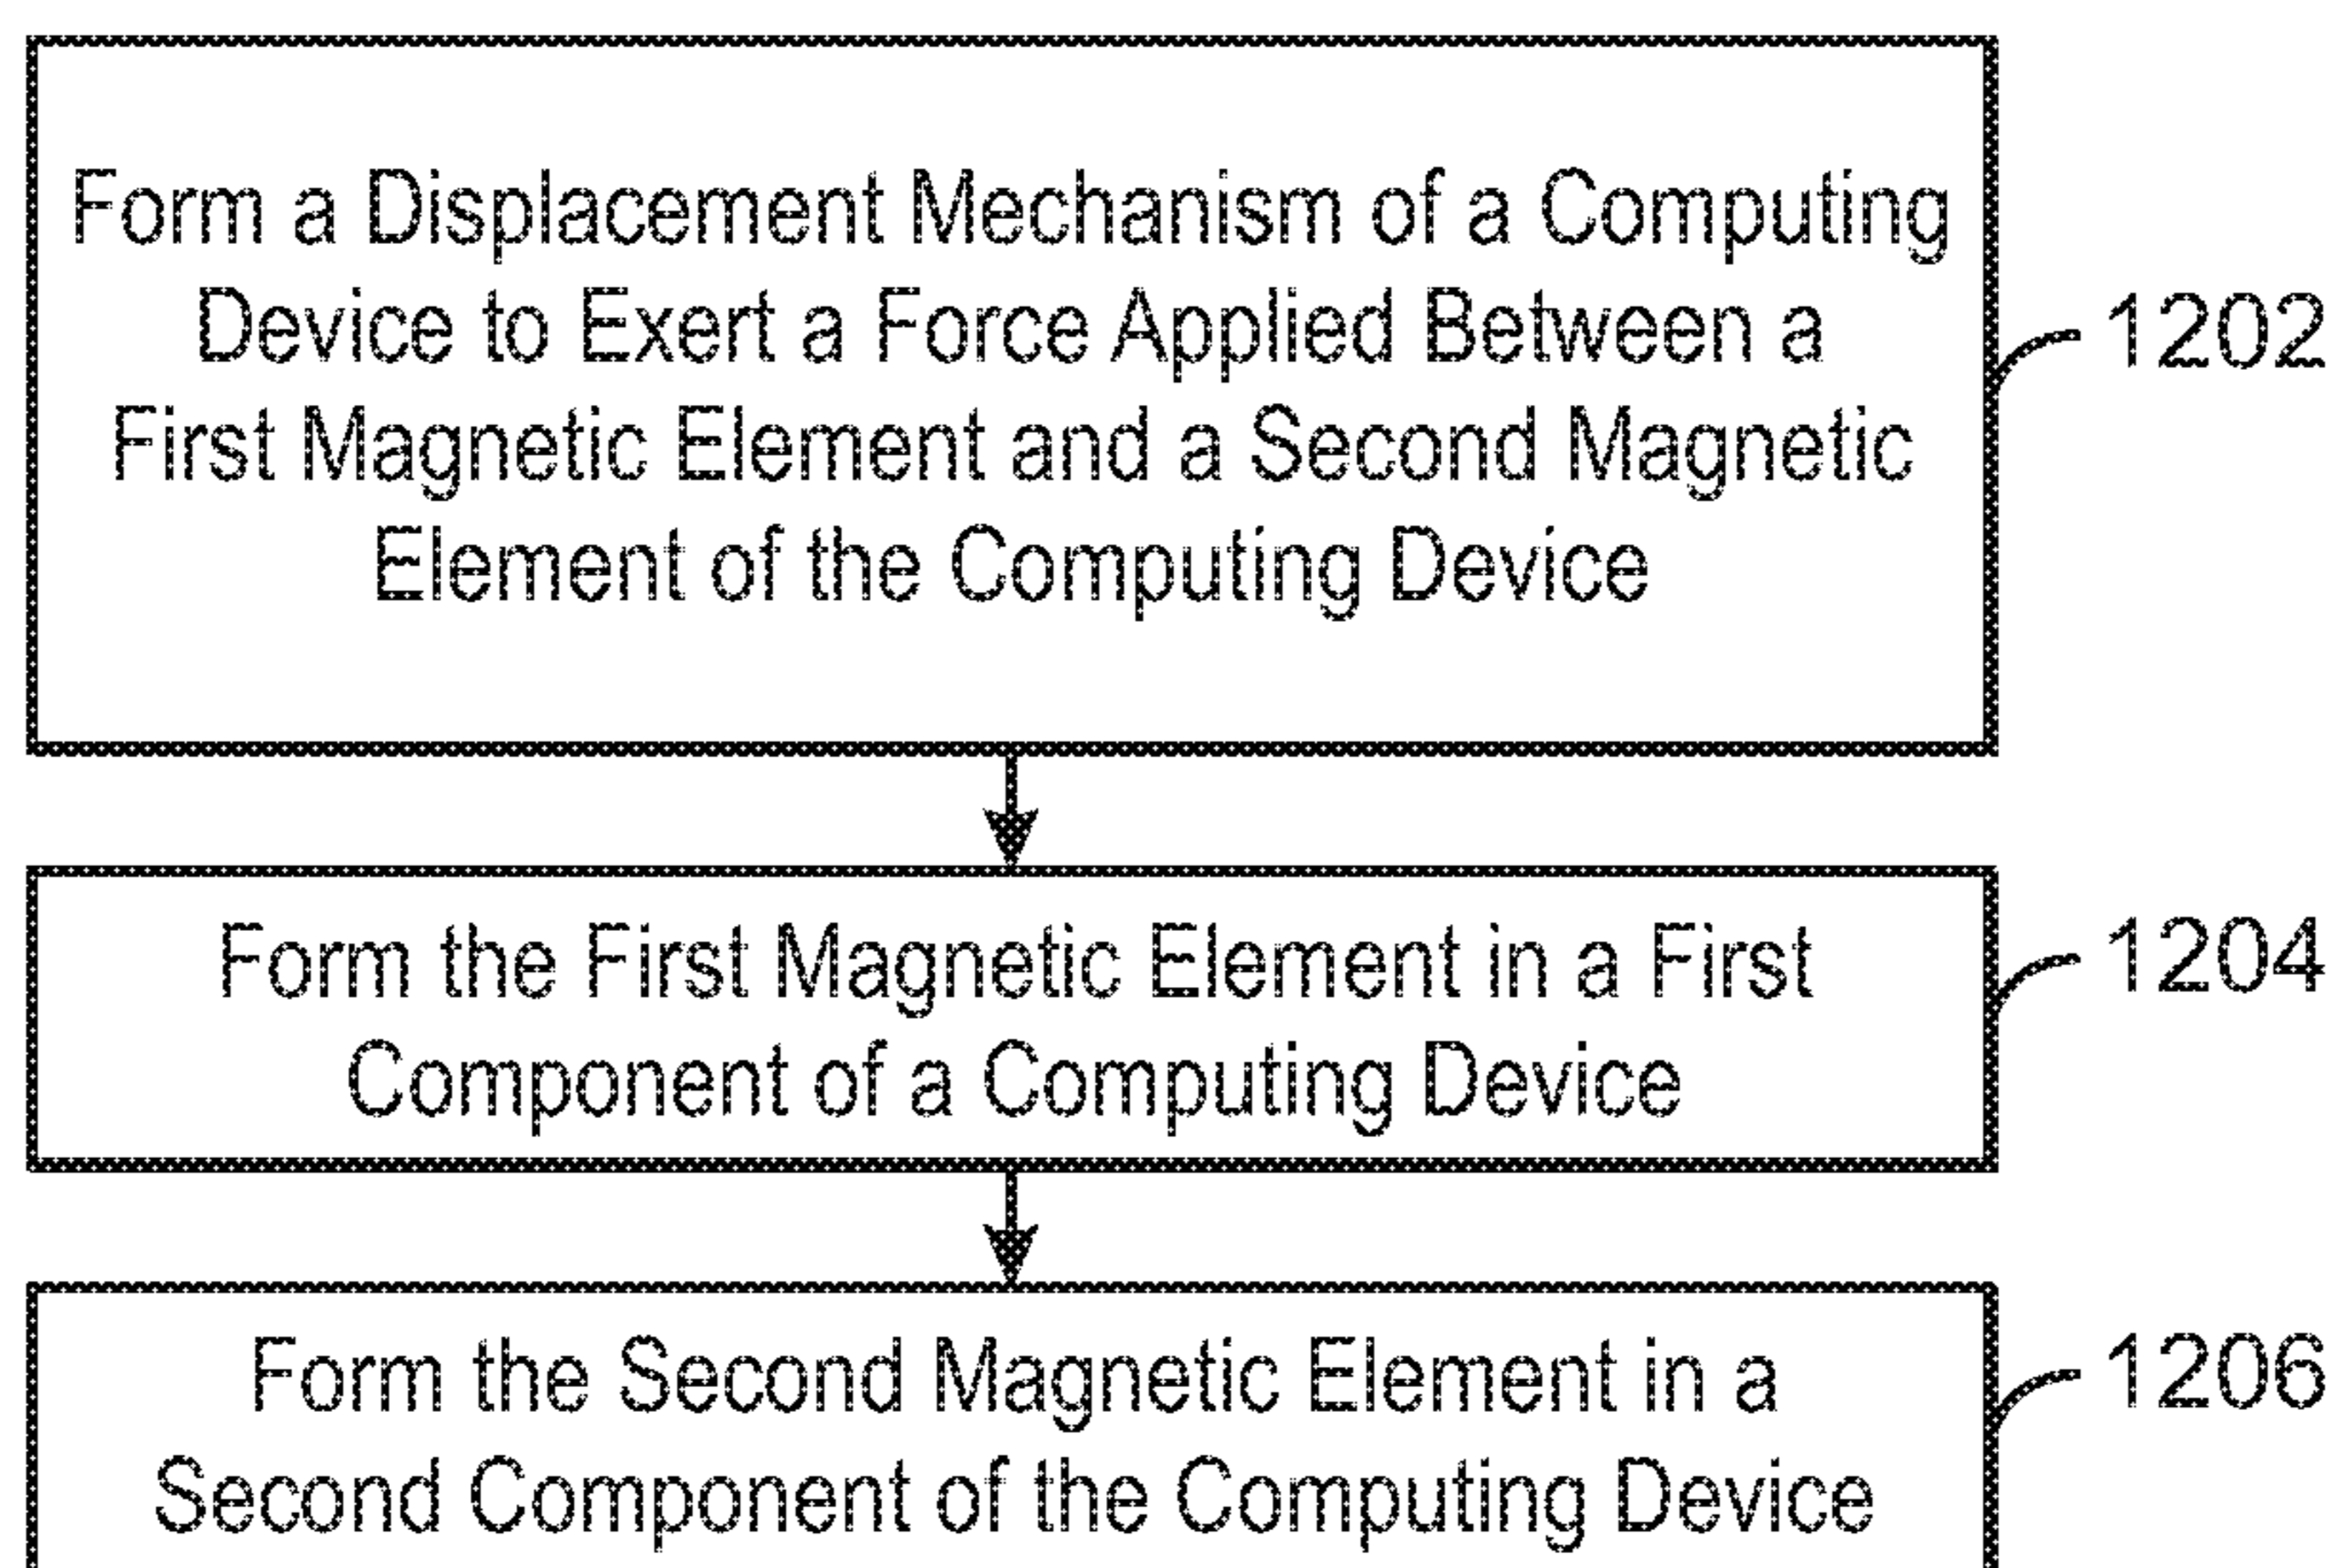 Form a Displacement Mechanism of a Computing
Device to Exert a Force Applied Between a
First Magnetic Element and a Second Magnetic
Element of the Computing Device
1202
Form the First Magnetic Element in a First
Component of a Computing Device
1204
Form the Second Magnetic Element in a
Second Component of the Computing Device
1206